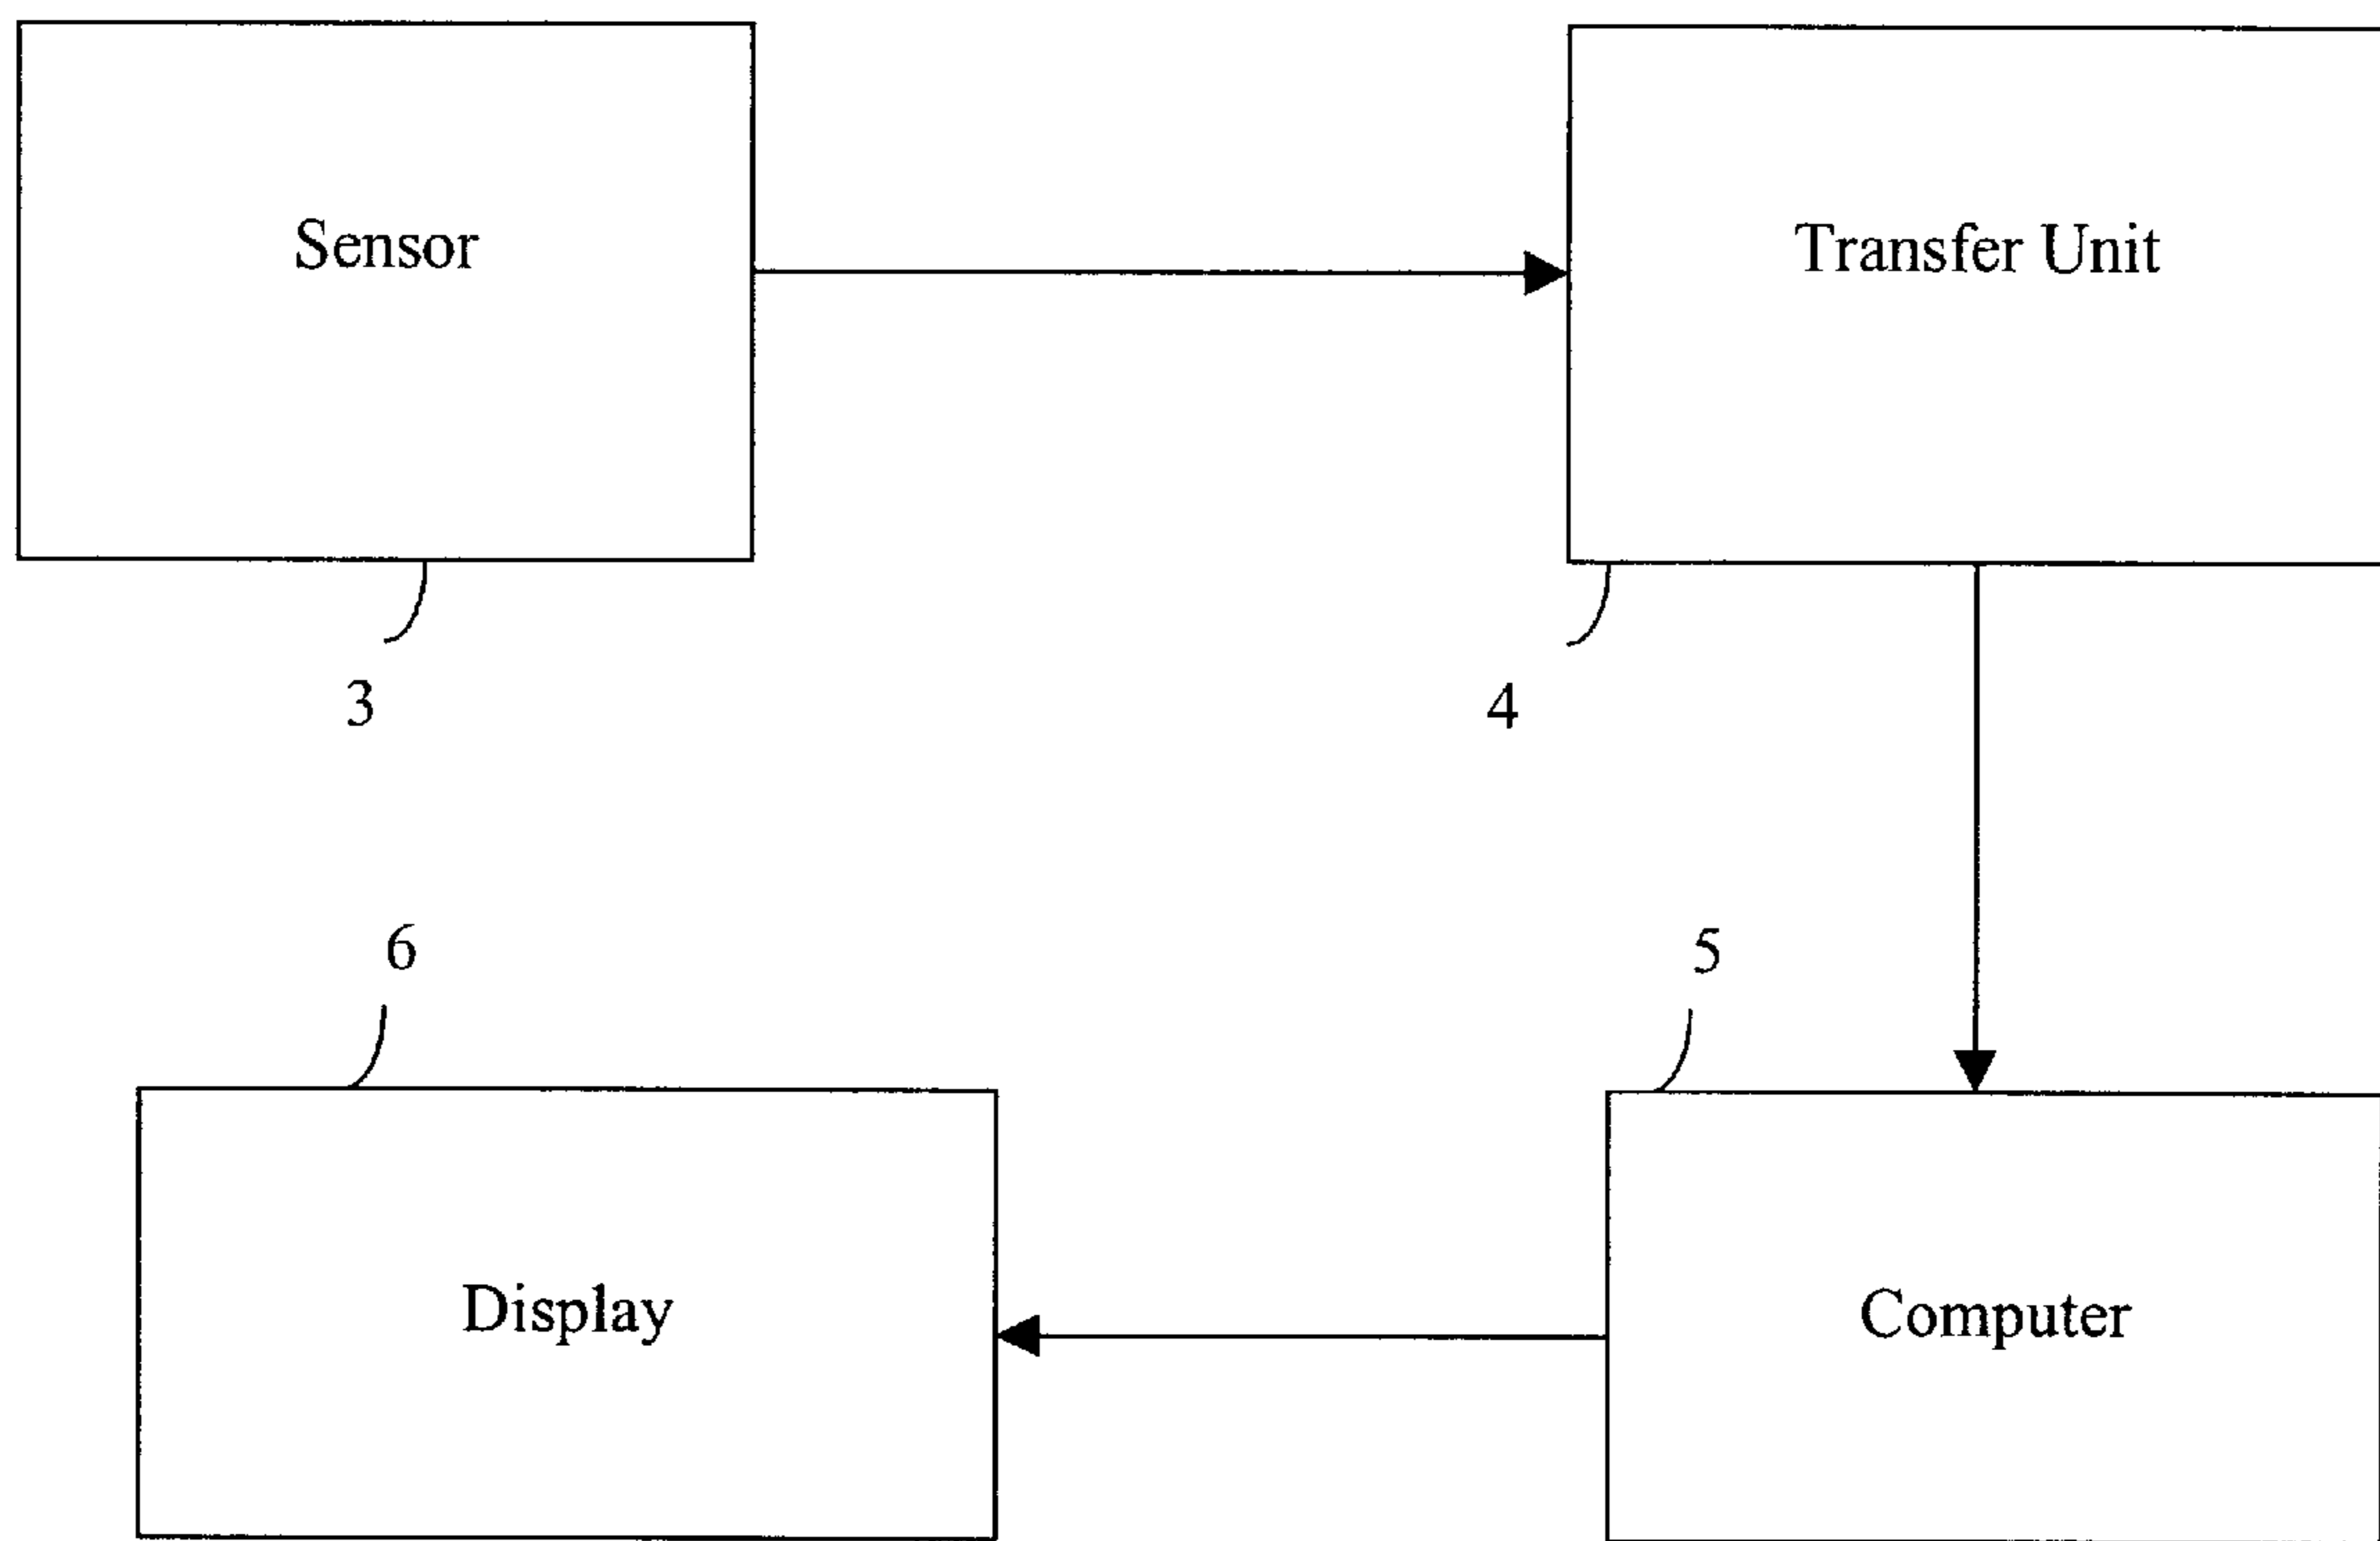 Sensor
Transfer Unit
3
4
6
5
Display
Computer